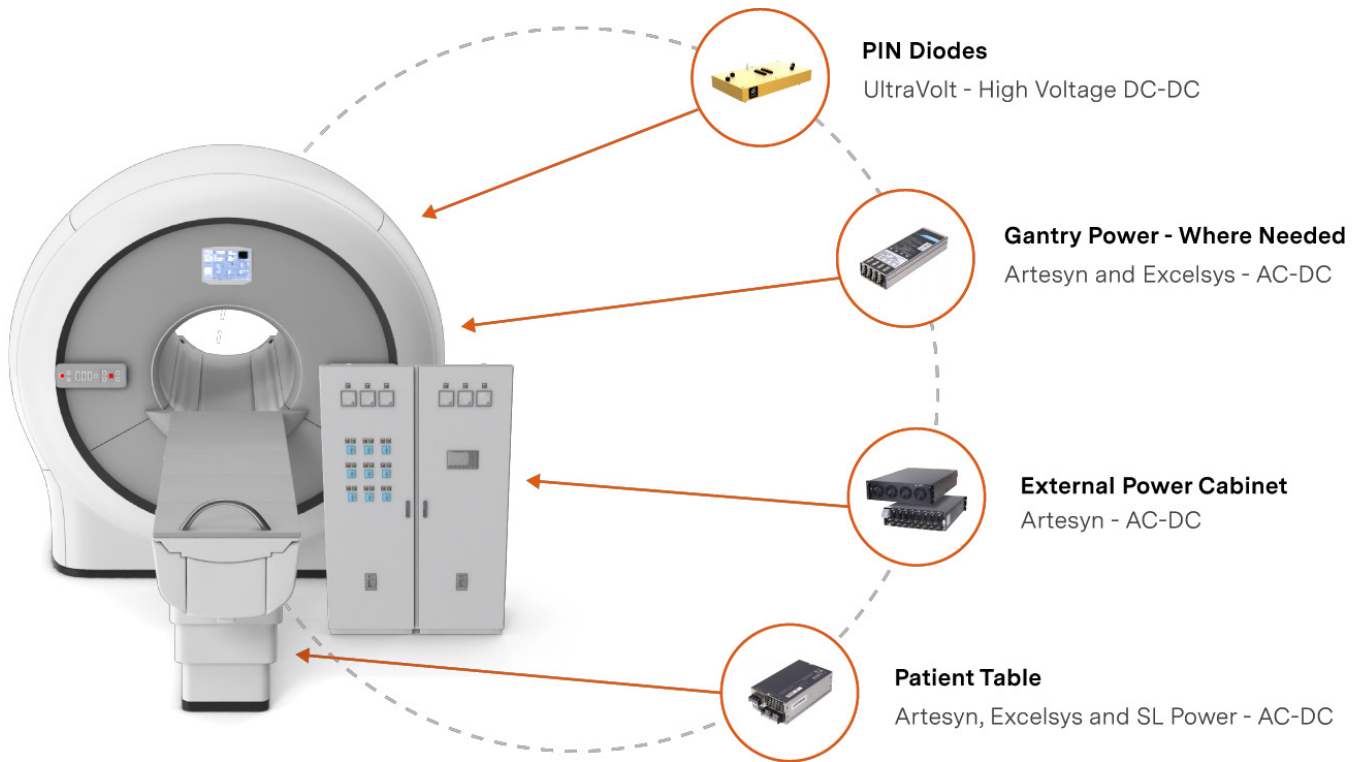 PIN Diodes
UltraVolt - High Voltage DC-DC
Gantry Power - Where Needed
Artesyn and Excelsys - AC-DC
External Power Cabinet
Artesyn - AC-DC
Patient Table
Artesyn, Excelsys and SL Power - AC-DC